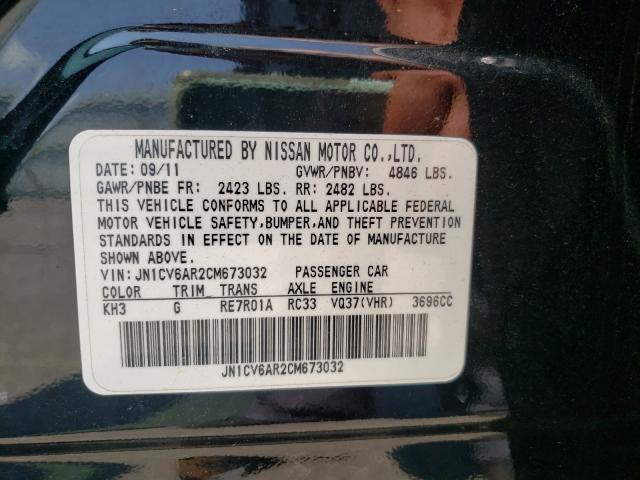 MANUFACTURED BY NISSAN MOTOR CO.,LTD.
DATE: 09/11 GVWR/PNBV: 4846 LBS.
GAWR/PNBE FR: 2423 LBS. RR: 2482 LBS.
THIS VEHICLE CONFORMS TO ALL APPLICABLE FEDERAL
MOTOR VEHICLE SAFETY,BUMPER,AND THEFT PREVENTION
STANDARDS IN EFFECT ON THE DATE OF MANUFACTURE
SHOWN ABOVE.
VIN: JN1CV6AR2CM673032 PASSENGER CAR
COLOR TRIM TRANS AXLE ENGINE
KH3 G RE7R01A RC33 VQ37(VHR) 3696CC
JN1CV6AR2CM673032